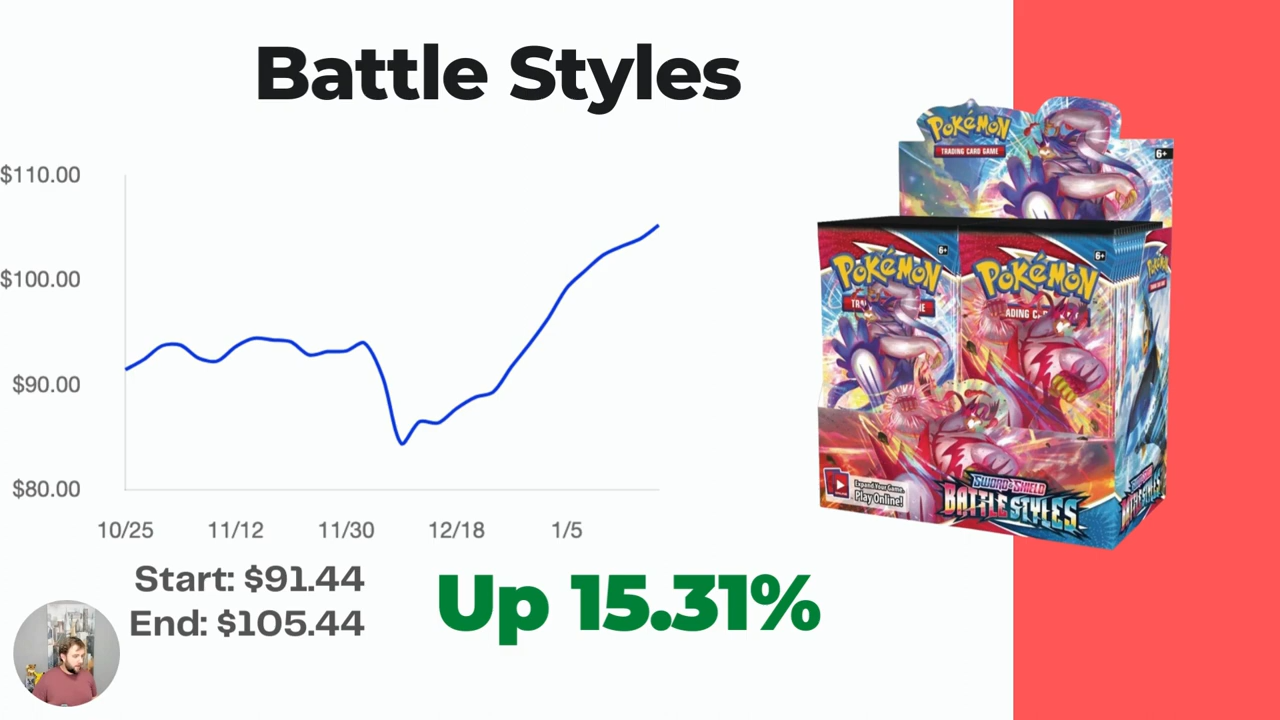 Battle Styles
$110.00
$100.00
$90.00
$80.00
10/25 11/12 11/30 12/18 1/5
Start: $91.44
End: $105.44
Up 15.31%
POKéMON
TRADING CARD GAME
6+
6+
POKéMON
6+
POKéMON
Expand Your Game.
Play Online!
SWORD & SHIELD
BATTLE STYLES